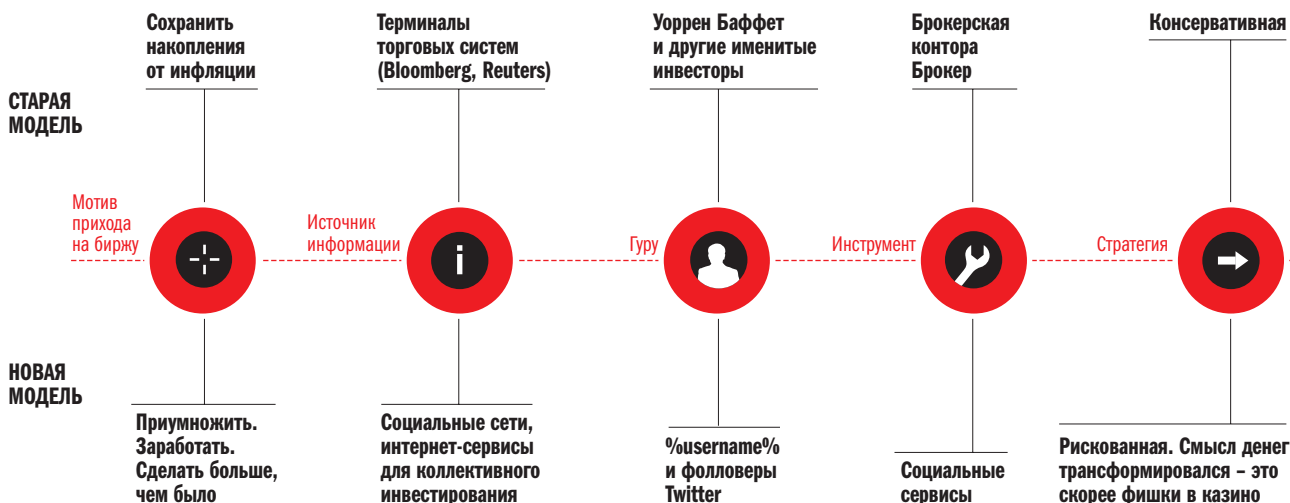 Сохранить
накопления
от инфляции
Терминалы
торговых систем
(Bloomberg, Reuters)
Уоррен Баффет
и другие именитые
инвесторы
Брокерская
контора
Брокер
Консервативная
СТАРАЯ
МОДЕЛЬ
Мотив
прихода
на биржу
Источник
информации
i
Гуру
Инструмент
Стратегия
НОВАЯ
МОДЕЛЬ
Приумножить.
Заработать.
Сделать больше,
чем было
Социальные сети,
интернет-сервисы
для коллективного
инвестирования
%username%
и фолловеры
Twitter
Социальные
сервисы
Рискованная. Смысл денег
трансформировался – это
скорее фишки в казино